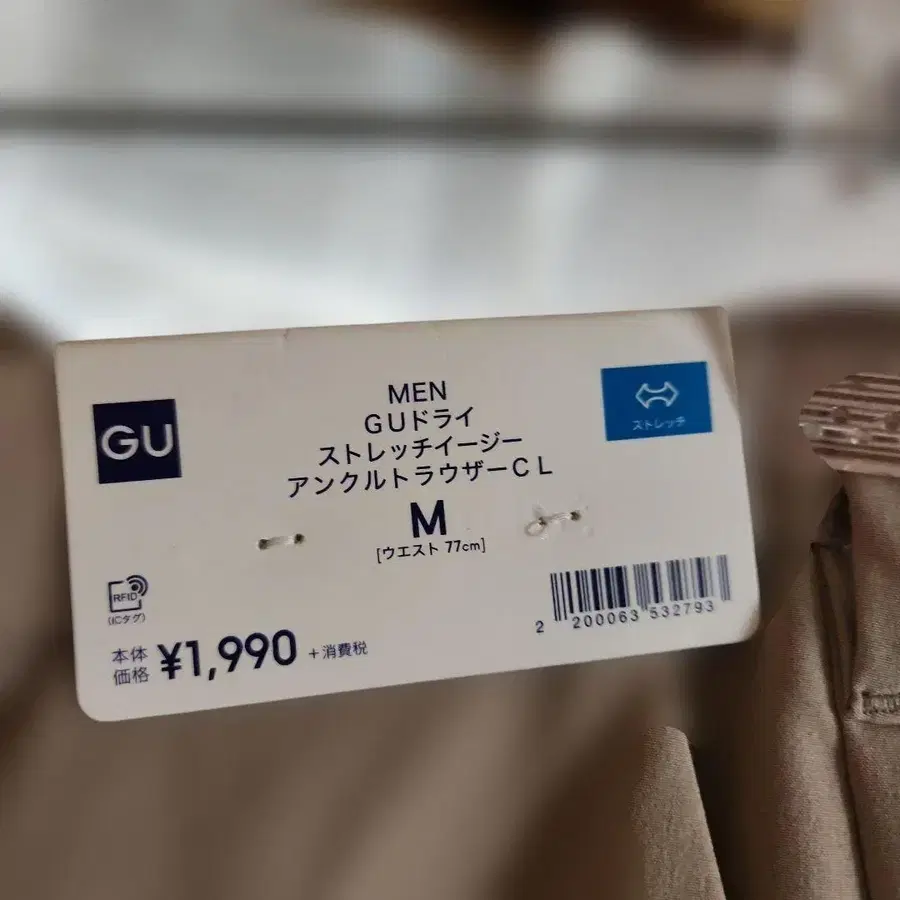 GU
MEN
GUドライ
ストレッチイージー
アンクルトラウザーCL
ストレッチ
M
[ウエスト 77cm]
RFID
(ICタグ)
本体
価格
¥1,990 +消費税
2 200063 532793